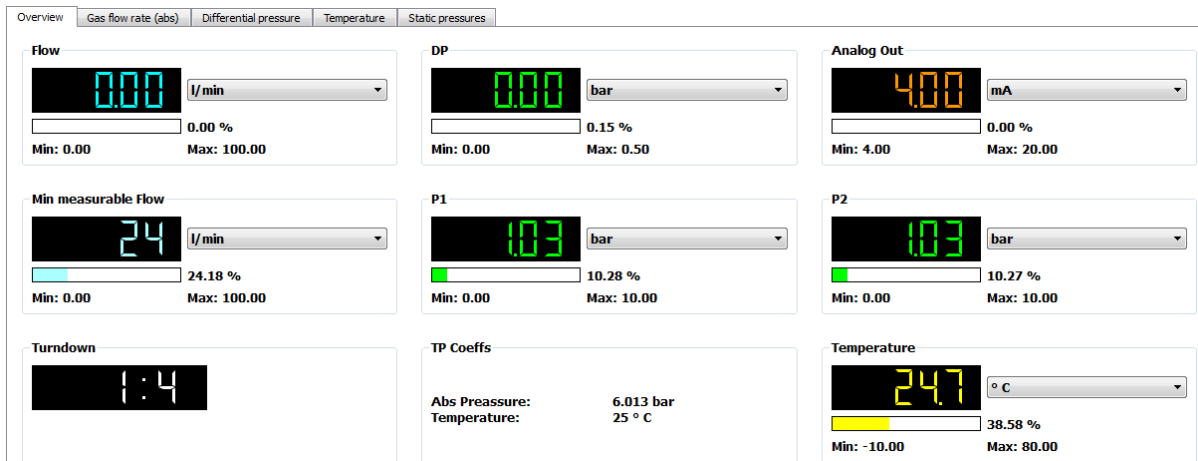 Overview Gas flow rate (abs) Differential pressure Temperature Static pressures
Flow
0.00 l/min
0.00 %
Min: 0.00 Max: 100.00
DP
0.00 bar
0.15 %
Min: 0.00 Max: 0.50
Analog Out
4.00 mA
0.00 %
Min: 4.00 Max: 20.00
Min measurable Flow
24 l/min
24.18 %
Min: 0.00 Max: 100.00
P1
1.03 bar
10.28 %
Min: 0.00 Max: 10.00
P2
1.03 bar
10.27 %
Min: 0.00 Max: 10.00
Turndown
1:4
TP Coeffs
Abs Preassure: 6.013 bar
Temperature: 25 ° C
Temperature
24.7 ° C
38.58 %
Min: -10.00 Max: 80.00